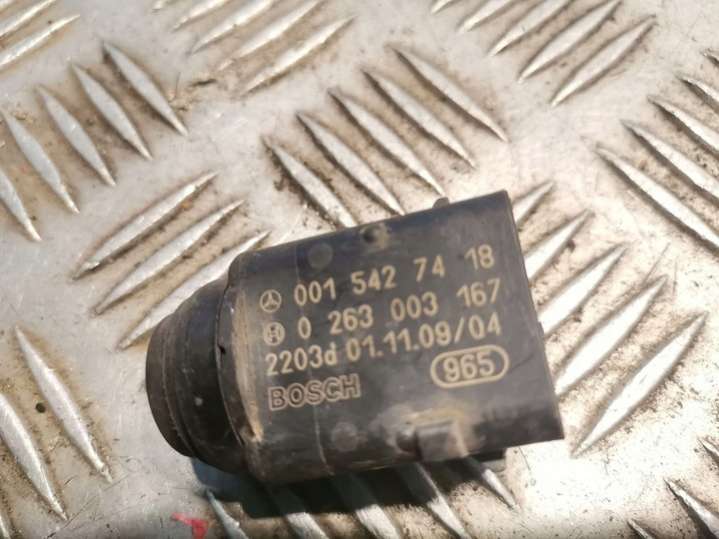 001 542 74 18
0 263 003 167
2203d 01.11.09/04
BOSCH 965